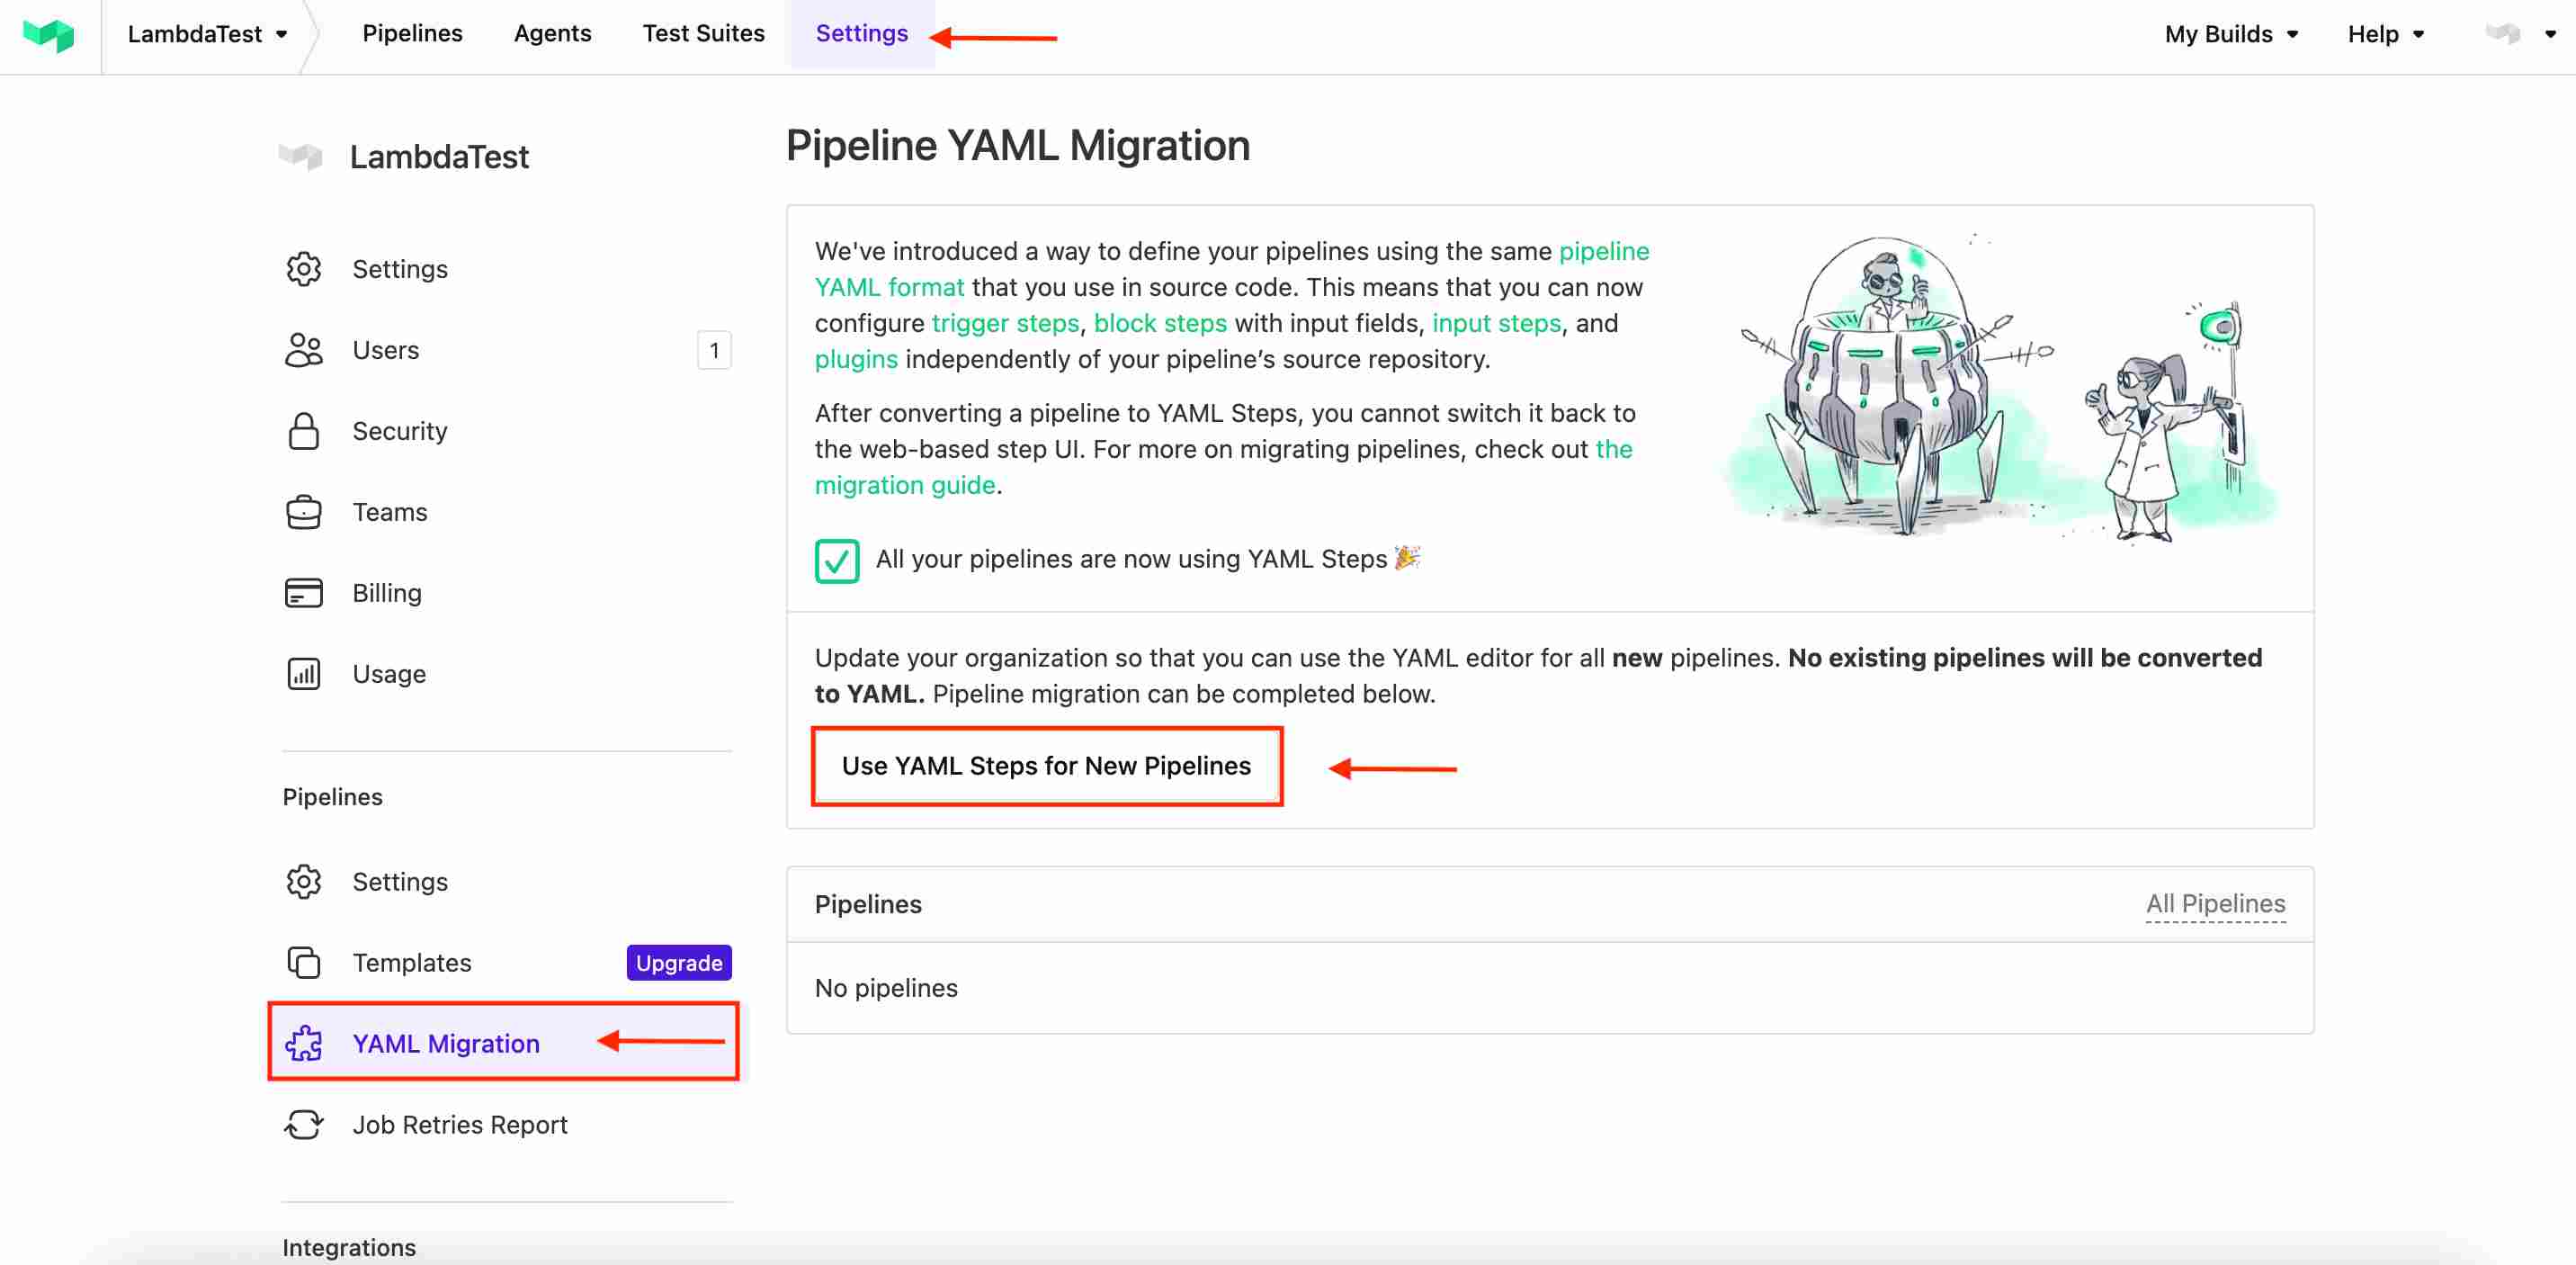 LambdaTest
Pipelines
Agents
Test Suites
Settings
My Builds
Help
LambdaTest
Settings
Users
1
Security
Teams
Billing
Usage
Pipelines
Settings
Templates
Upgrade
YAML Migration
Job Retries Report
Integrations
Pipeline YAML Migration
We've introduced a way to define your pipelines using the same pipeline
YAML format that you use in source code. This means that you can now
configure trigger steps, block steps with input fields, input steps, and
plugins independently of your pipeline’s source repository.
After converting a pipeline to YAML Steps, you cannot switch it back to
the web-based step UI. For more on migrating pipelines, check out the
migration guide.
All your pipelines are now using YAML Steps 🎉
Update your organization so that you can use the YAML editor for all new pipelines. No existing pipelines will be converted
to YAML. Pipeline migration can be completed below.
Use YAML Steps for New Pipelines
Pipelines
All Pipelines
No pipelines